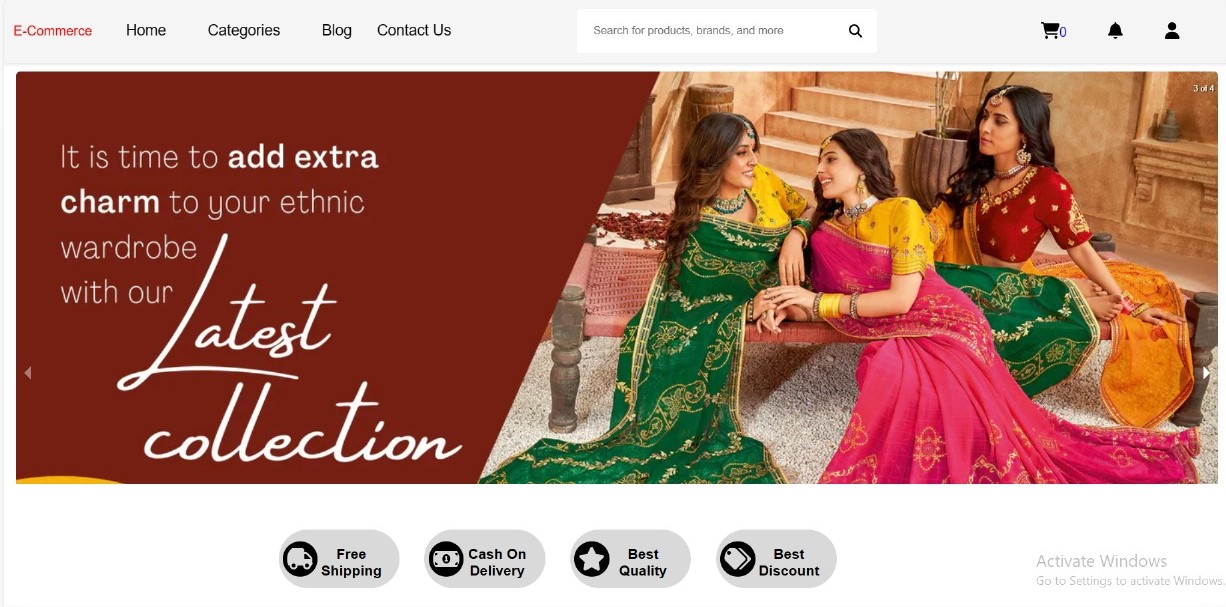 E-Commerce Home Categories Blog Contact Us Search for products, brands, and more 0
3 of 4
It is time to add extra
charm to your ethnic
wardrobe
with our
Latest
collection
Free Shipping
Cash On Delivery
Best Quality
Best Discount
Activate Windows
Go to Settings to activate Windows.